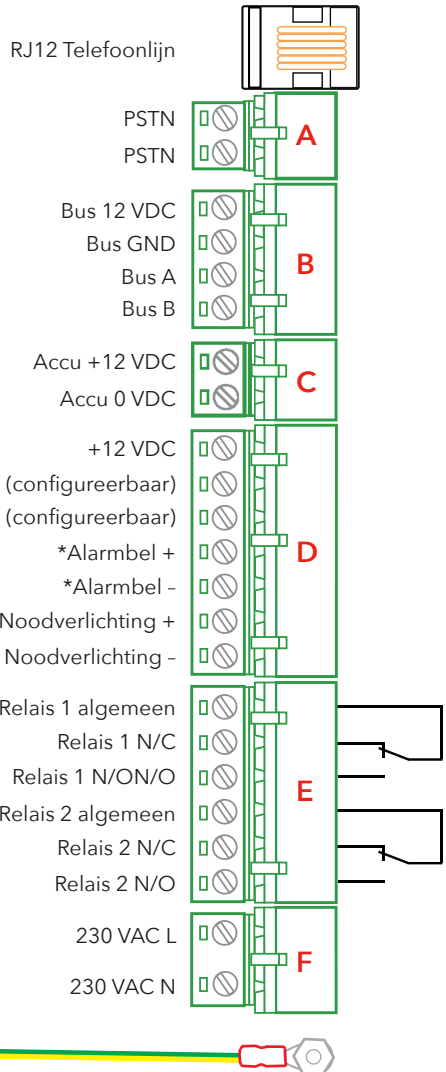 RJ12 Telefoonlijn
PSTN
PSTN
A
Bus 12 VDC
Bus GND
Bus A
Bus B
B
Accu +12 VDC
Accu 0 VDC
C
+12 VDC
(configureerbaar)
(configureerbaar)
*Alarmbel +
*Alarmbel –
Noodverlichting +
Noodverlichting –
D
Relais 1 algemeen
Relais 1 N/C
Relais 1 N/ON/O
Relais 2 algemeen
Relais 2 N/C
Relais 2 N/O
E
230 VAC L
230 VAC N
F